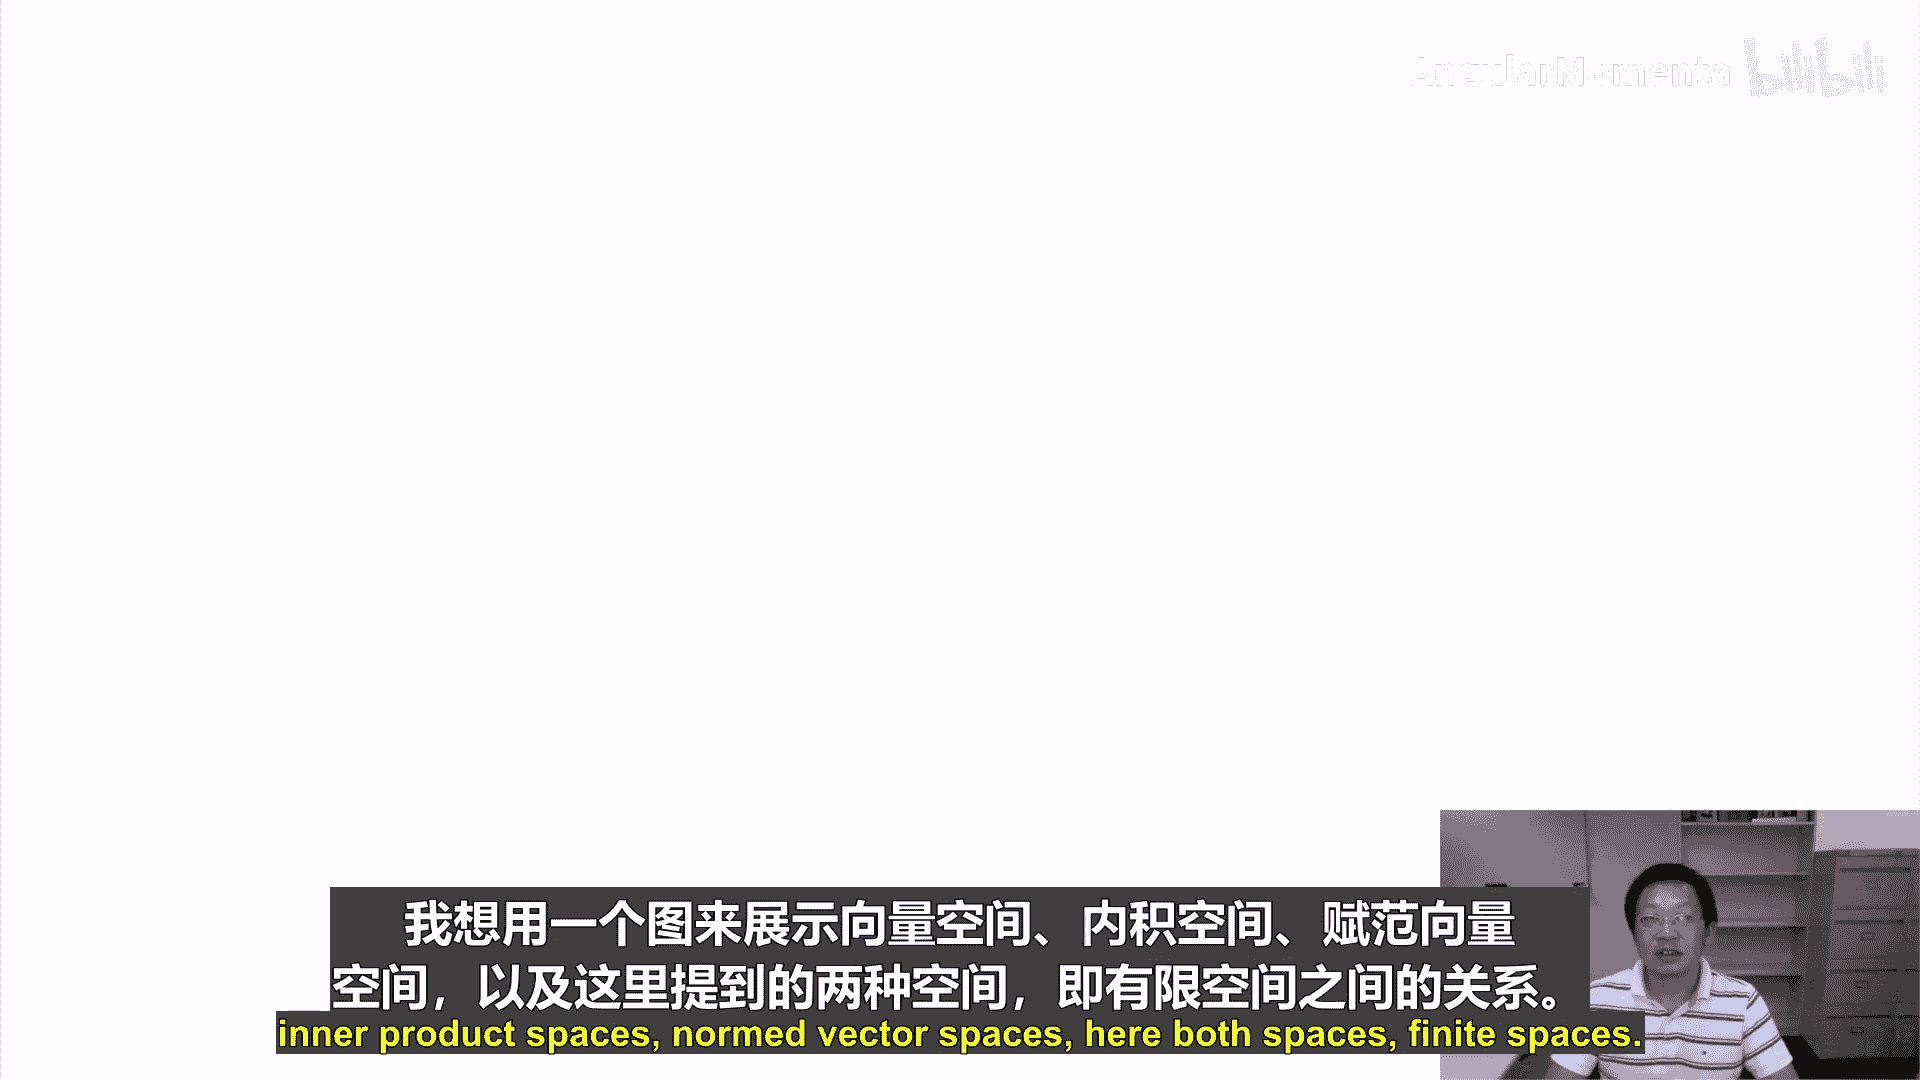 AngularMomenta bilibili
我想用一个图来展示向量空间、内积空间、赋范向量
空间，以及这里提到的两种空间，即有限空间之间的关系。
inner product spaces, normed vector spaces, here both spaces, finite spaces.